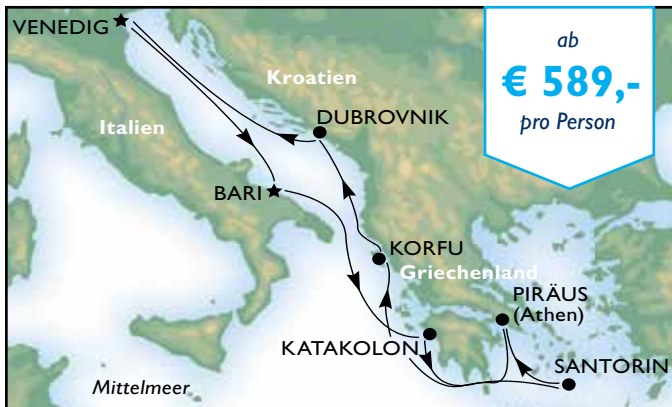 VENEDIG
ab
€ 589,-
pro Person
Kroatien
DUBROVNIK
Italien
BARI
KORFU
Griechenland
PIRÄUS
(Athen)
KATAKOLON
SANTORIN
Mittelmeer